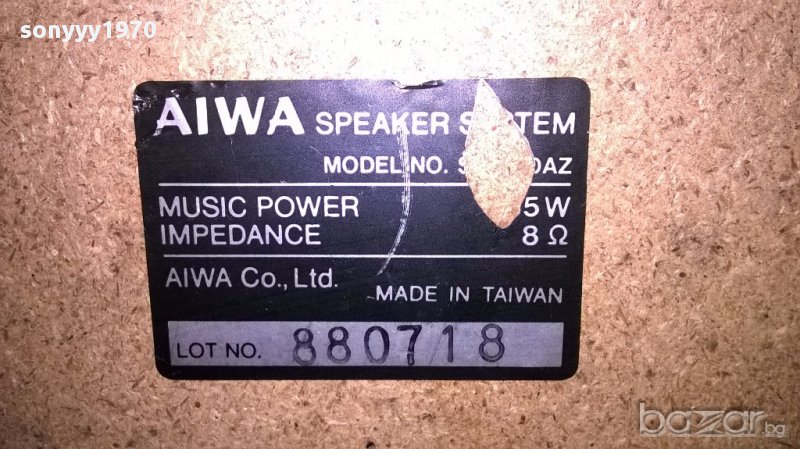 sonyyy1970
AIWA SPEAKER
MODEL NO.
MUSIC POWER
IMPEDANCE 8 Ω
AIWA Co., Ltd.
MADE IN TAIWAN
LOT NO. 880718
bazar.bg